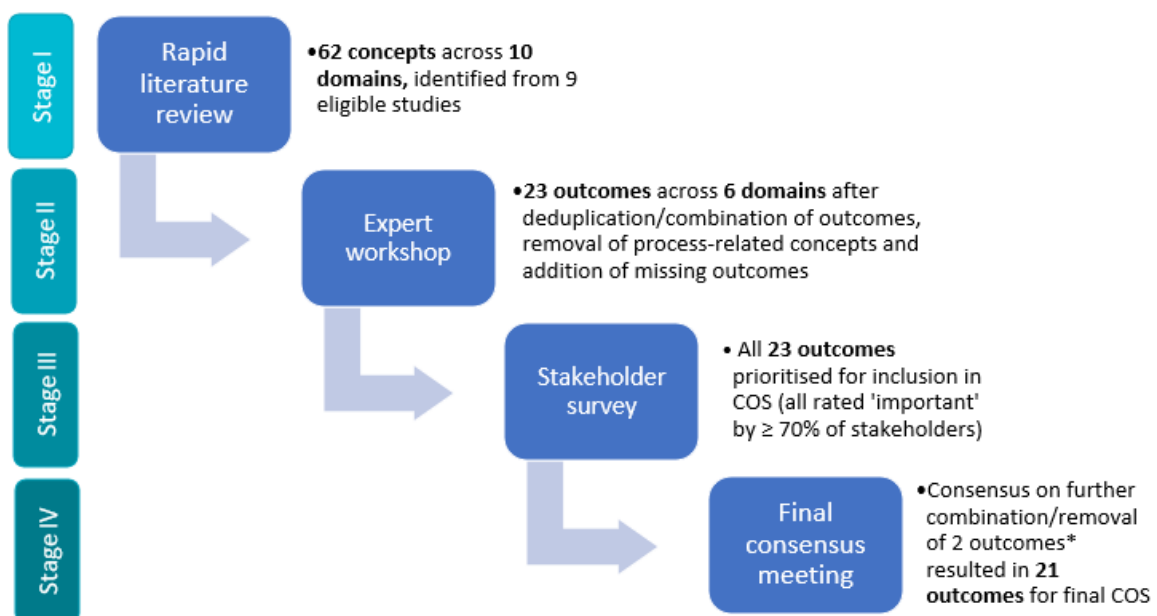 Stage I
Rapid
literature
review
•62 concepts across 10
domains, identified from 9
eligible studies
Stage II
Expert
workshop
•23 outcomes across 6 domains after
deduplication/combination of outcomes,
removal of process-related concepts and
addition of missing outcomes
Stage III
Stakeholder
survey
• All 23 outcomes
prioritised for inclusion in
COS (all rated 'important'
by ≥ 70% of stakeholders)
Stage IV
Final
consensus
meeting
•Consensus on further
combination/removal
of 2 outcomes*
resulted in 21
outcomes for final COS